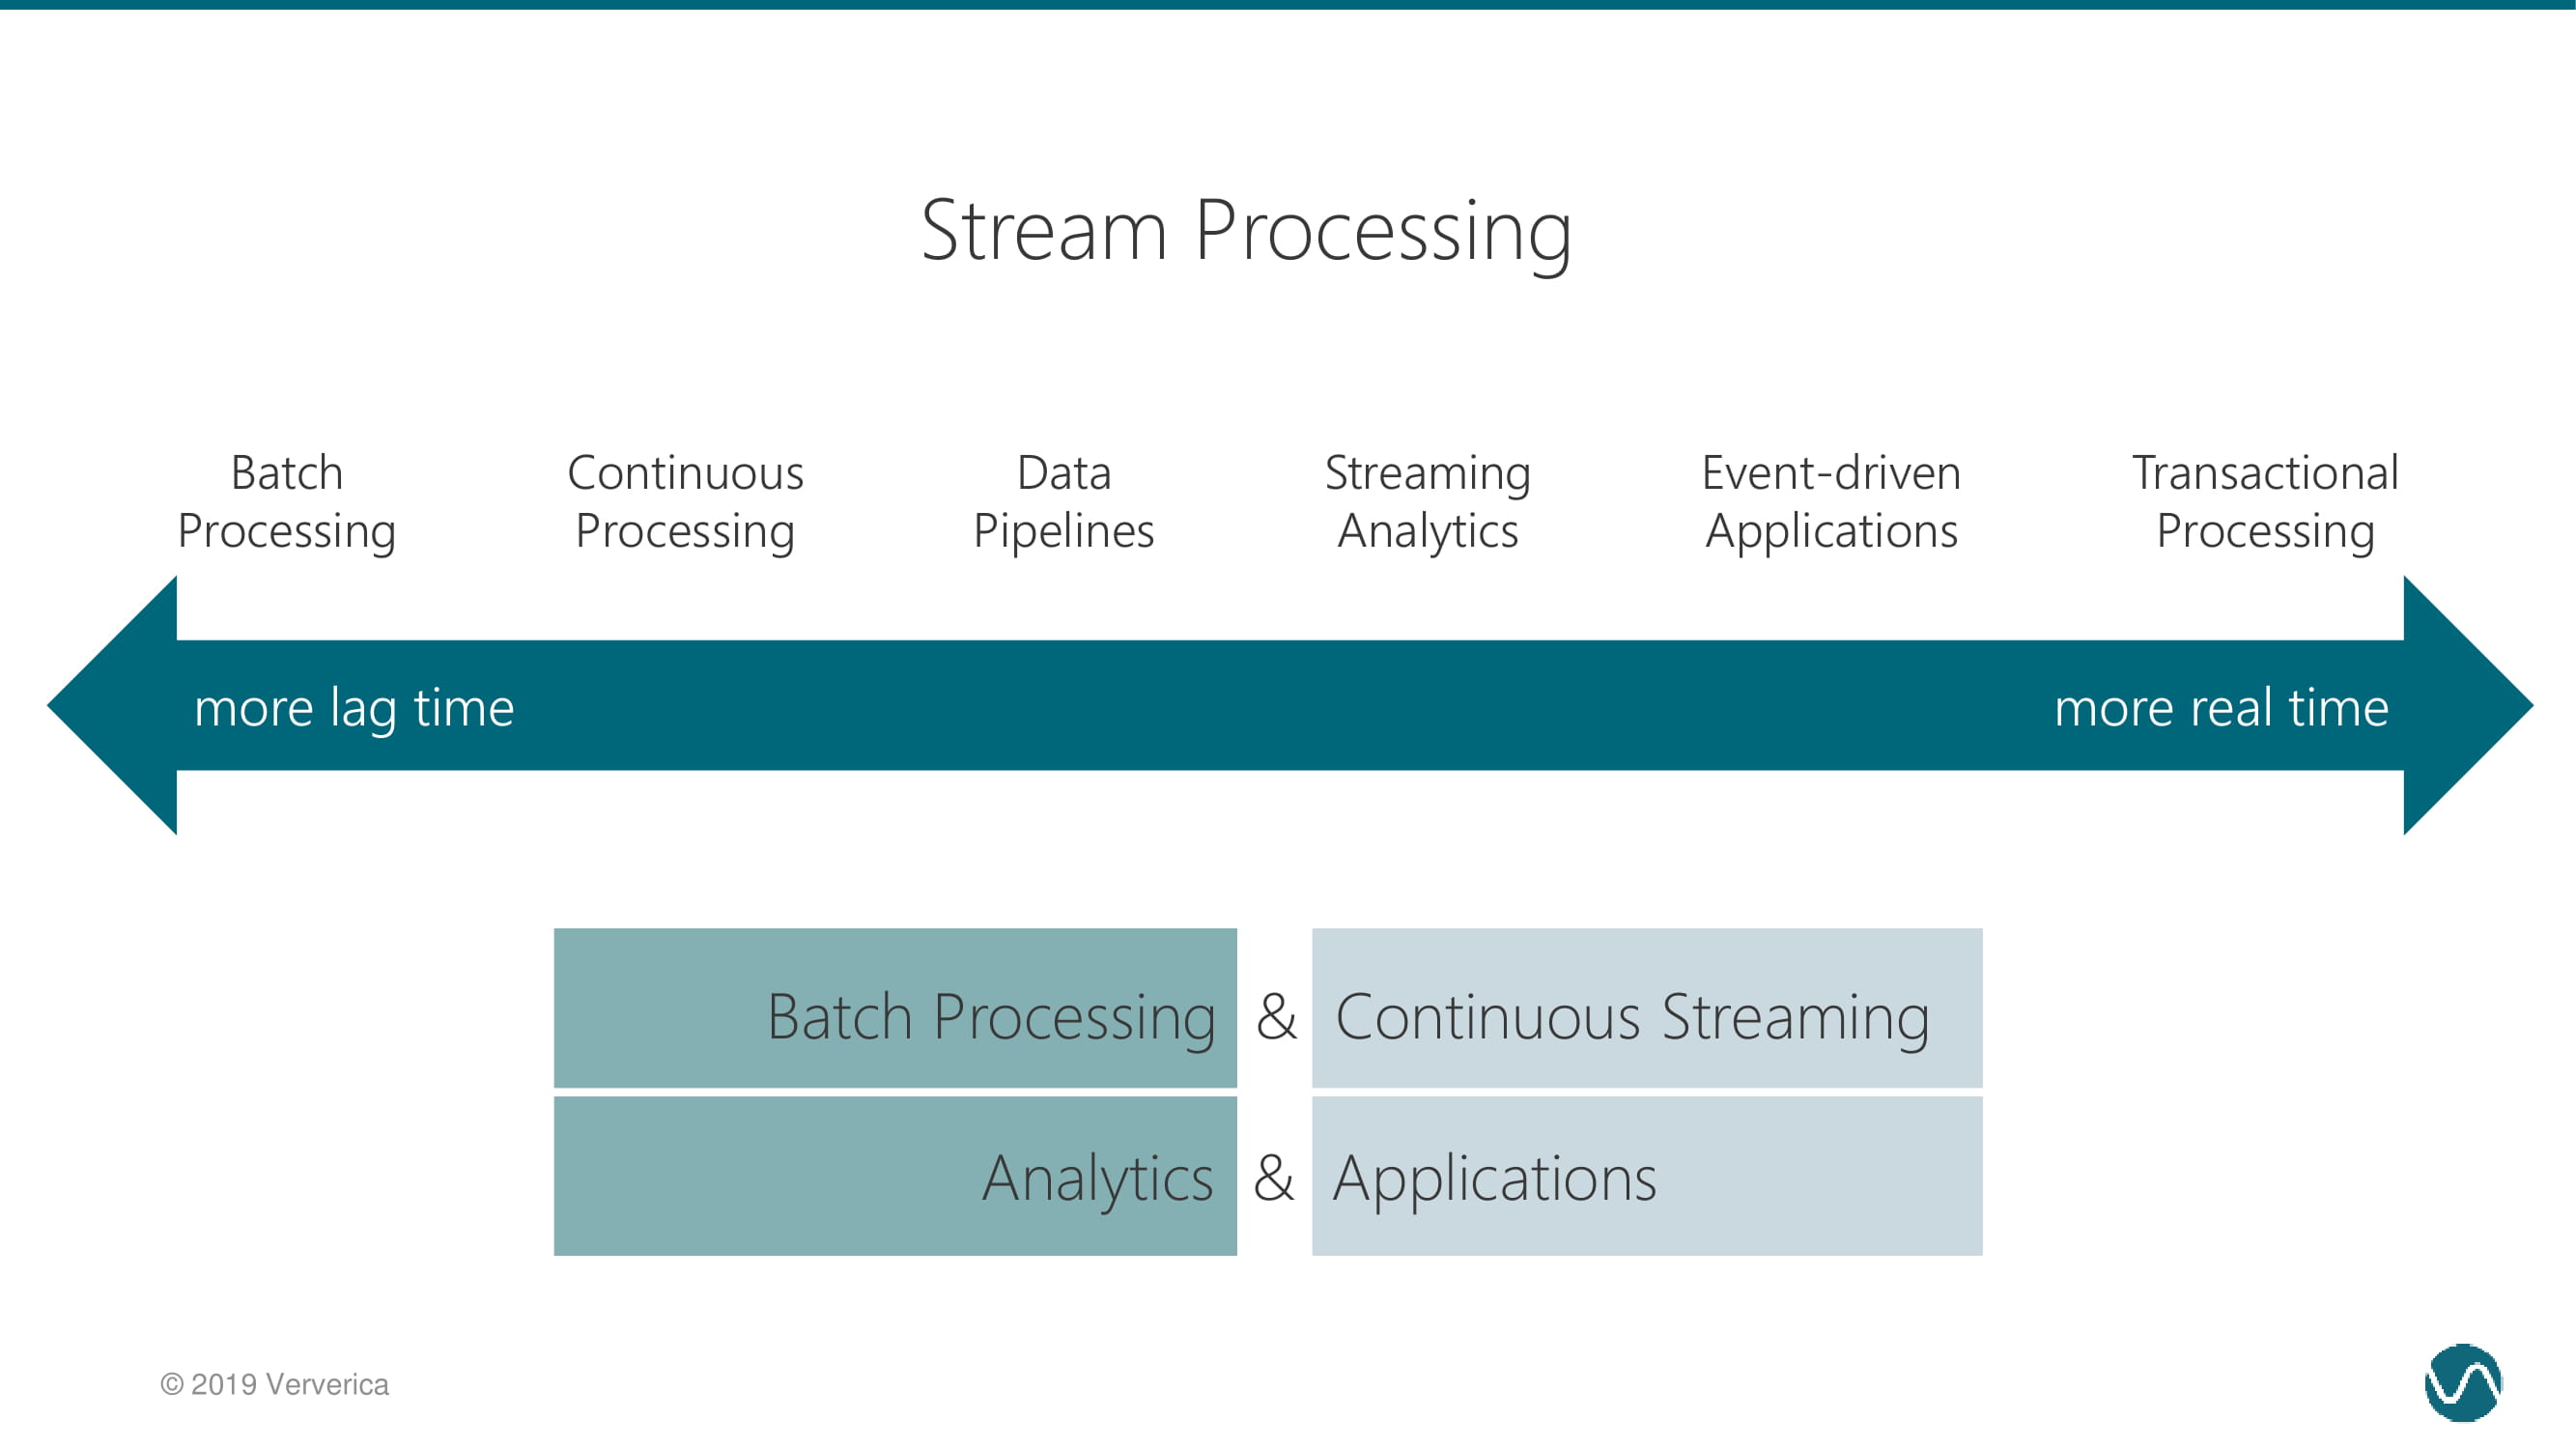 Stream Processing
Batch
Processing
Continuous
Processing
Data
Pipelines
Streaming
Analytics
Event-driven
Applications
Transactional
Processing
more lag time
more real time
Batch Processing & Continuous Streaming
Analytics & Applications
© 2019 Ververica